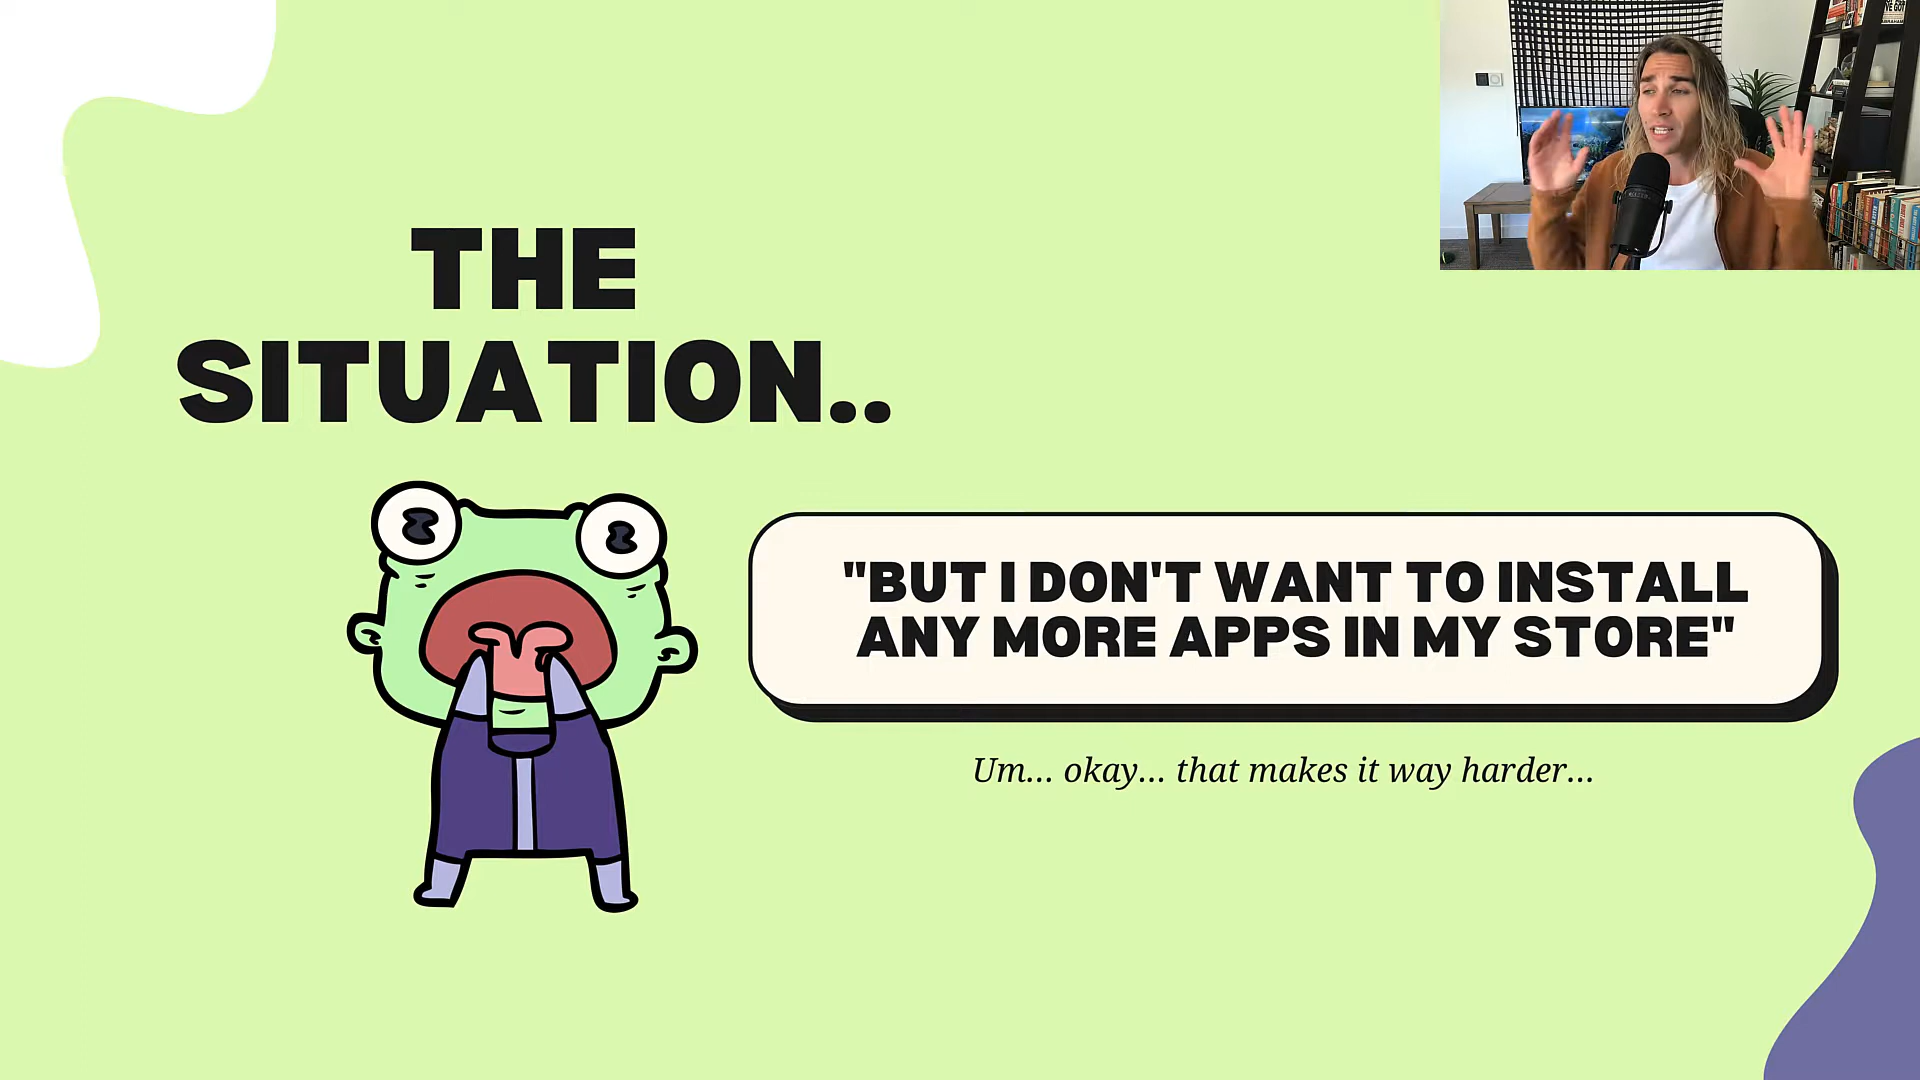 THE
SITUATION..
"BUT I DON'T WANT TO INSTALL
ANY MORE APPS IN MY STORE"
Um... okay... that makes it way harder...